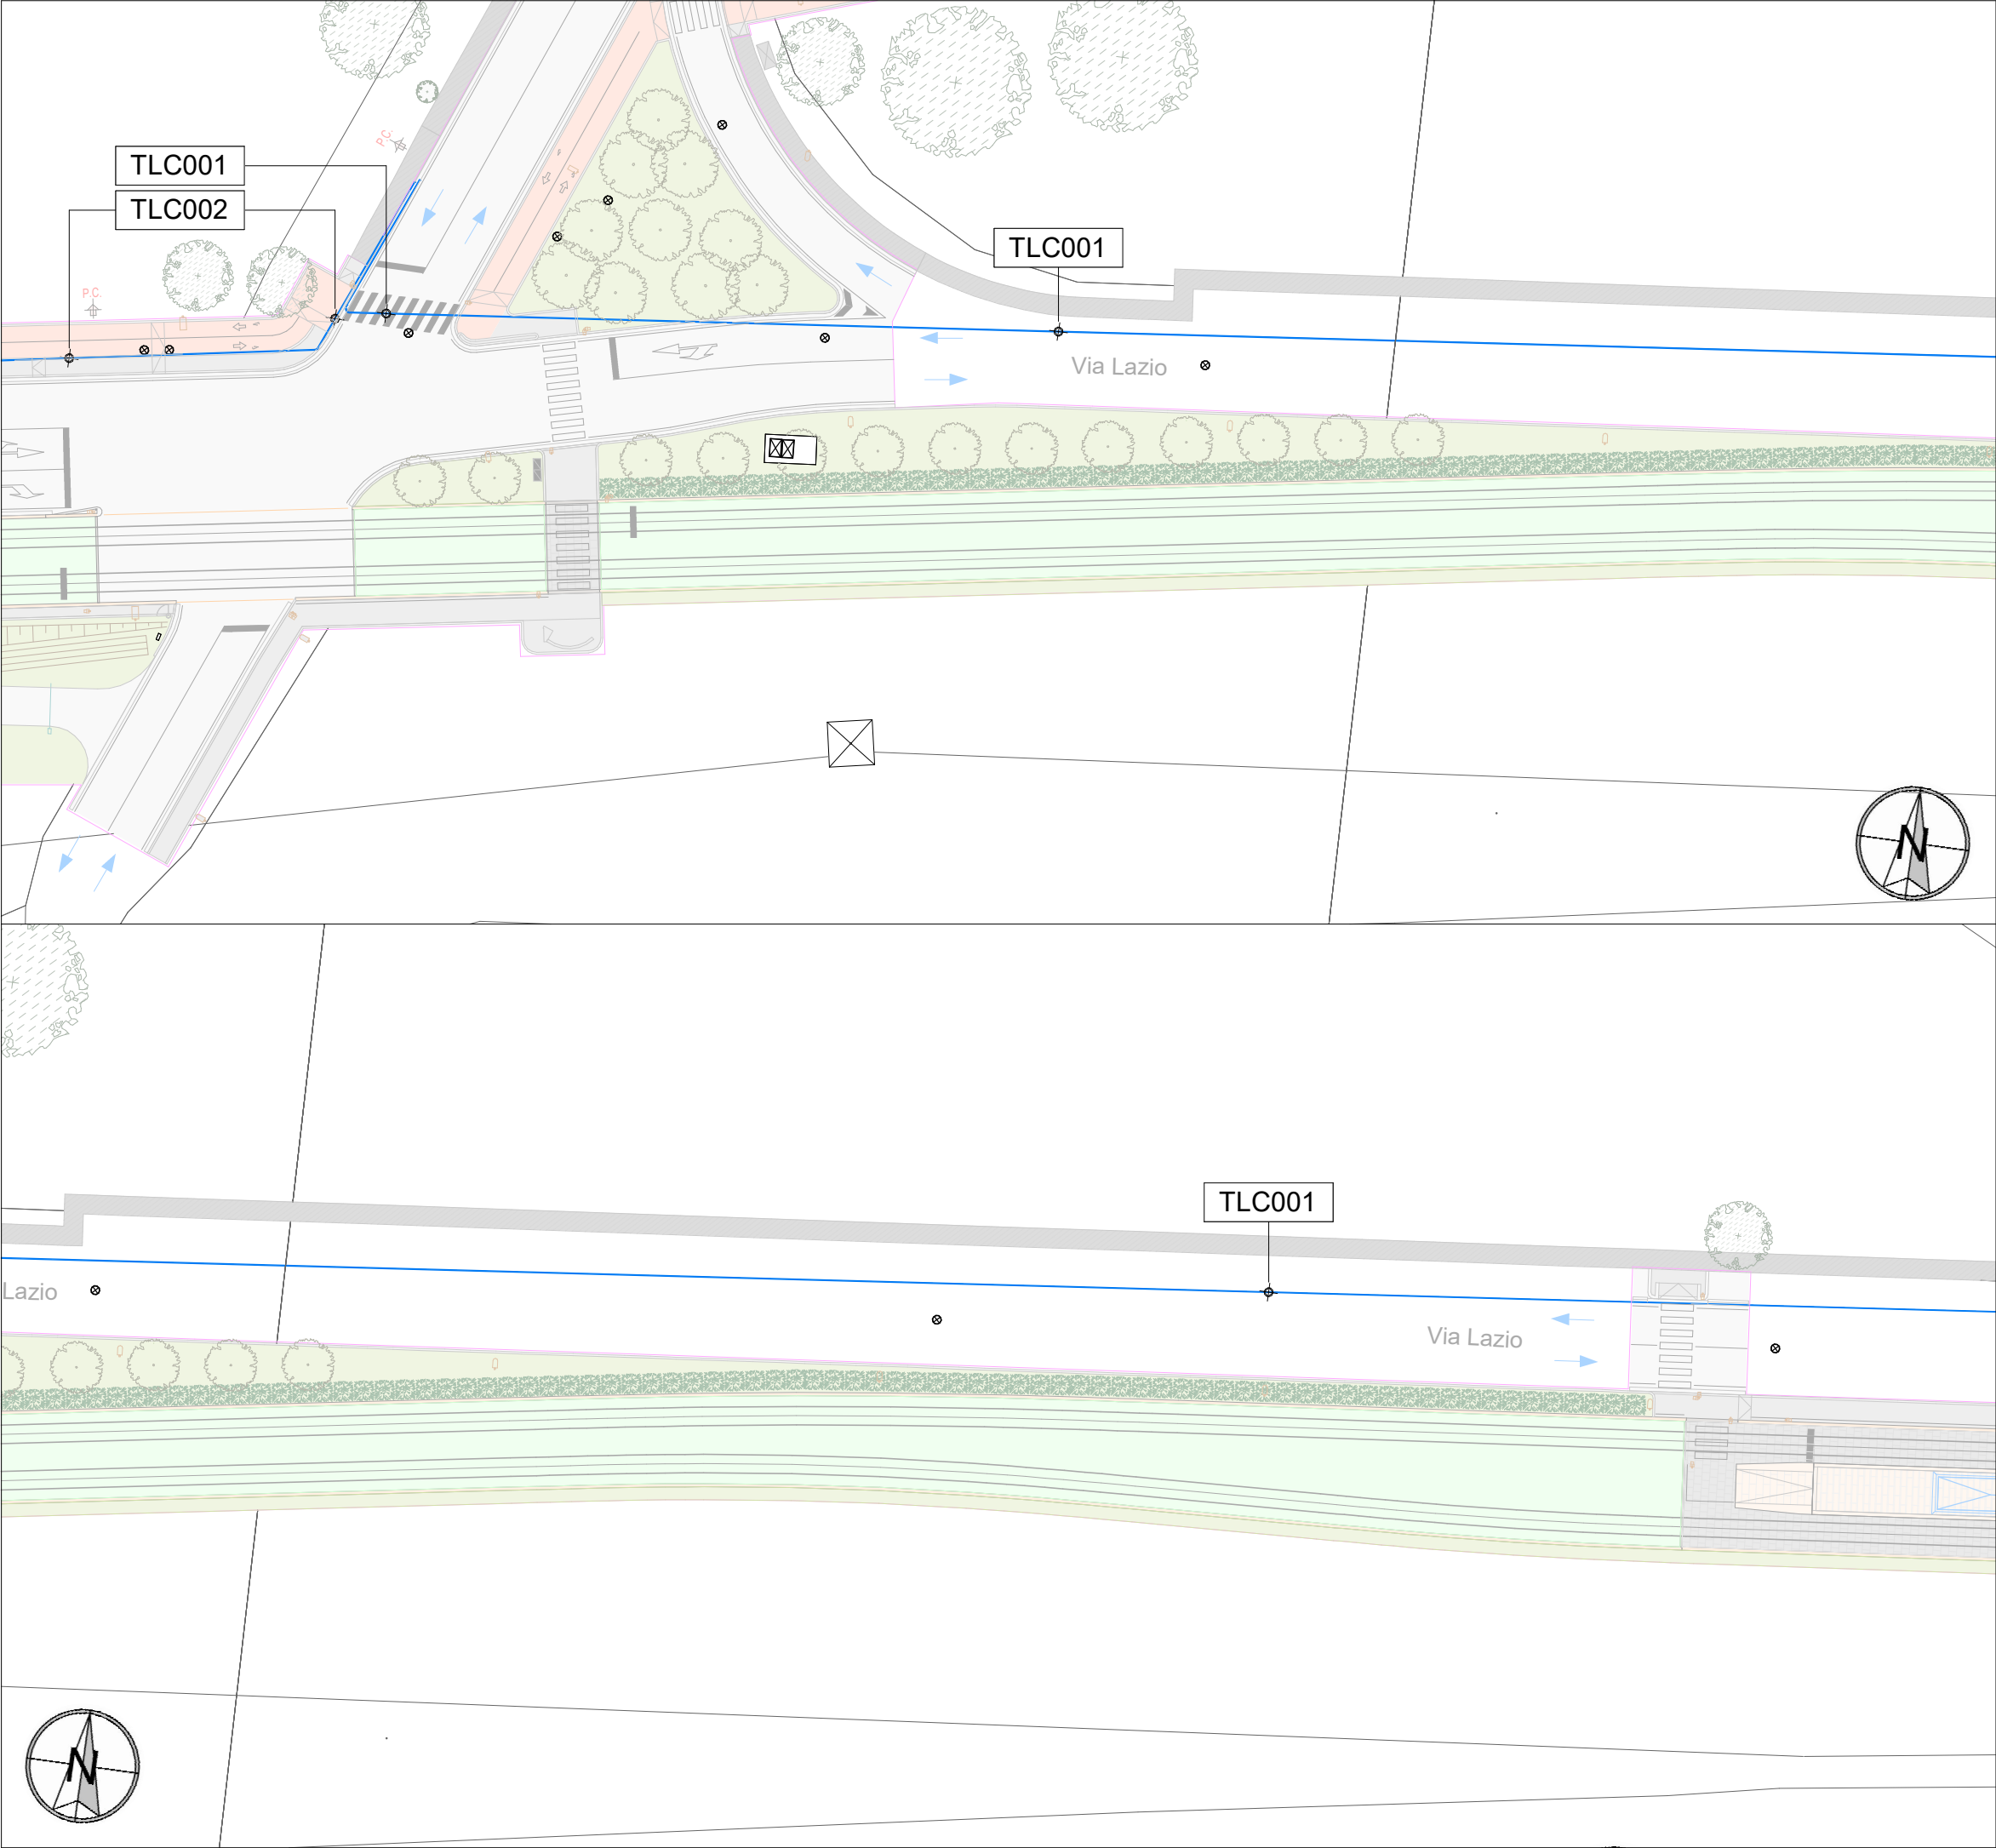 P.C.
TLC001
TLC002
TLC001
P.C.
Via Lazio
N
TLC001
Lazio
Via Lazio
N